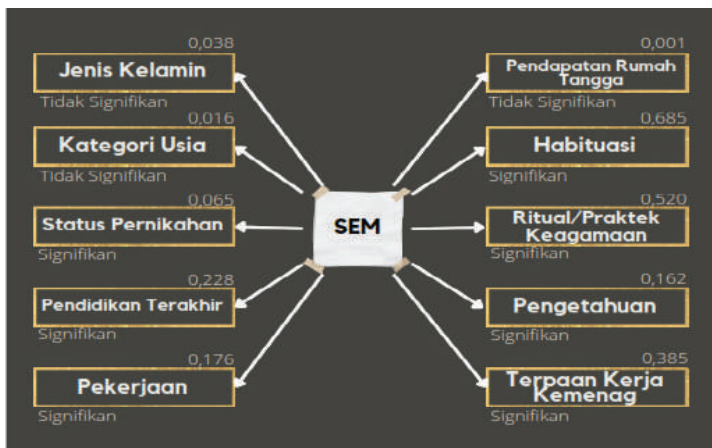 0,038
Jenis Kelamin
Tidak Signifikan
0,016
Kategori Usia
Tidak Signifikan
0,065
Status Pernikahan
Signifikan
0,228
Pendidikan Terakhir
Signifikan
0,176
Pekerjaan
Signifikan
SEM
0,001
Pendapatan Rumah
Tangga
Tidak Signifikan
0,685
Habituasi
Signifikan
0,520
Ritual/Praktek
Keagamaan
Signifikan
0,162
Pengetahuan
Signifikan
0,385
Terpaan Kerja
Kemenag
Signifikan